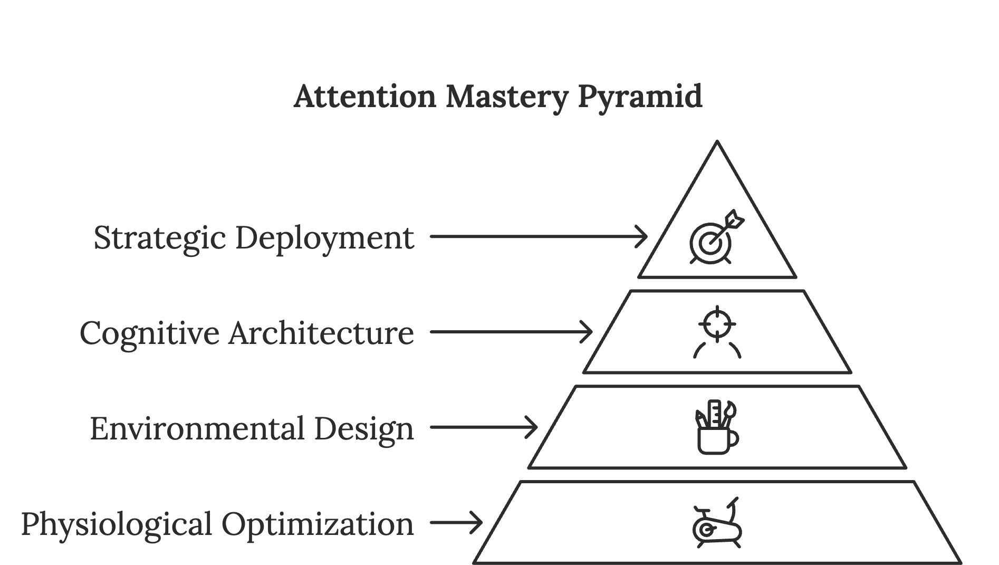 Attention Mastery Pyramid
Strategic Deployment
Cognitive Architecture
Environmental Design
Physiological Optimization